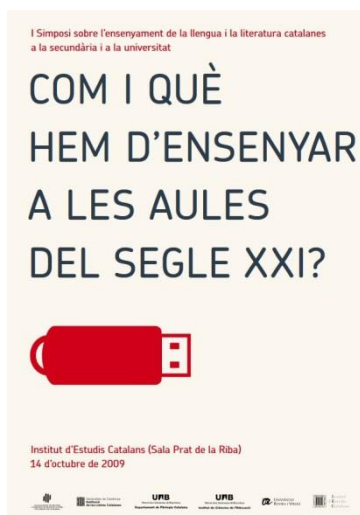 I Simposi sobre l'ensenyament de la llengua i la literatura catalanes
a la secundària i a la universitat
COM I QUÈ
HEM D'ENSENYAR
A LES AULES
DEL SEGLE XXI?
Institut d'Estudis Catalans (Sala Prat de la Riba)
14 d'octubre de 2009
UAB
UAB